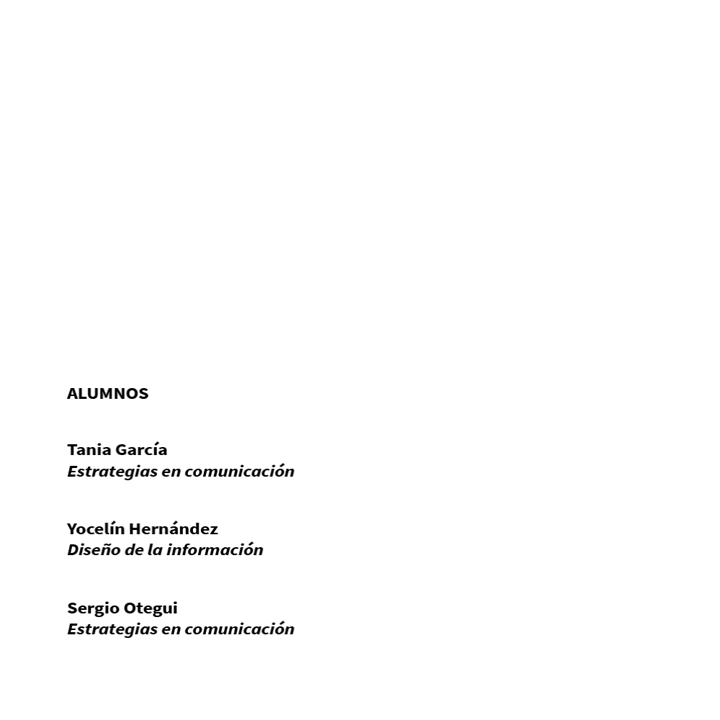 ALUMNOS
Tania García
Estrategias en comunicación
Yocelín Hernández
Diseño de la información
Sergio Otegui
Estrategias en comunicación